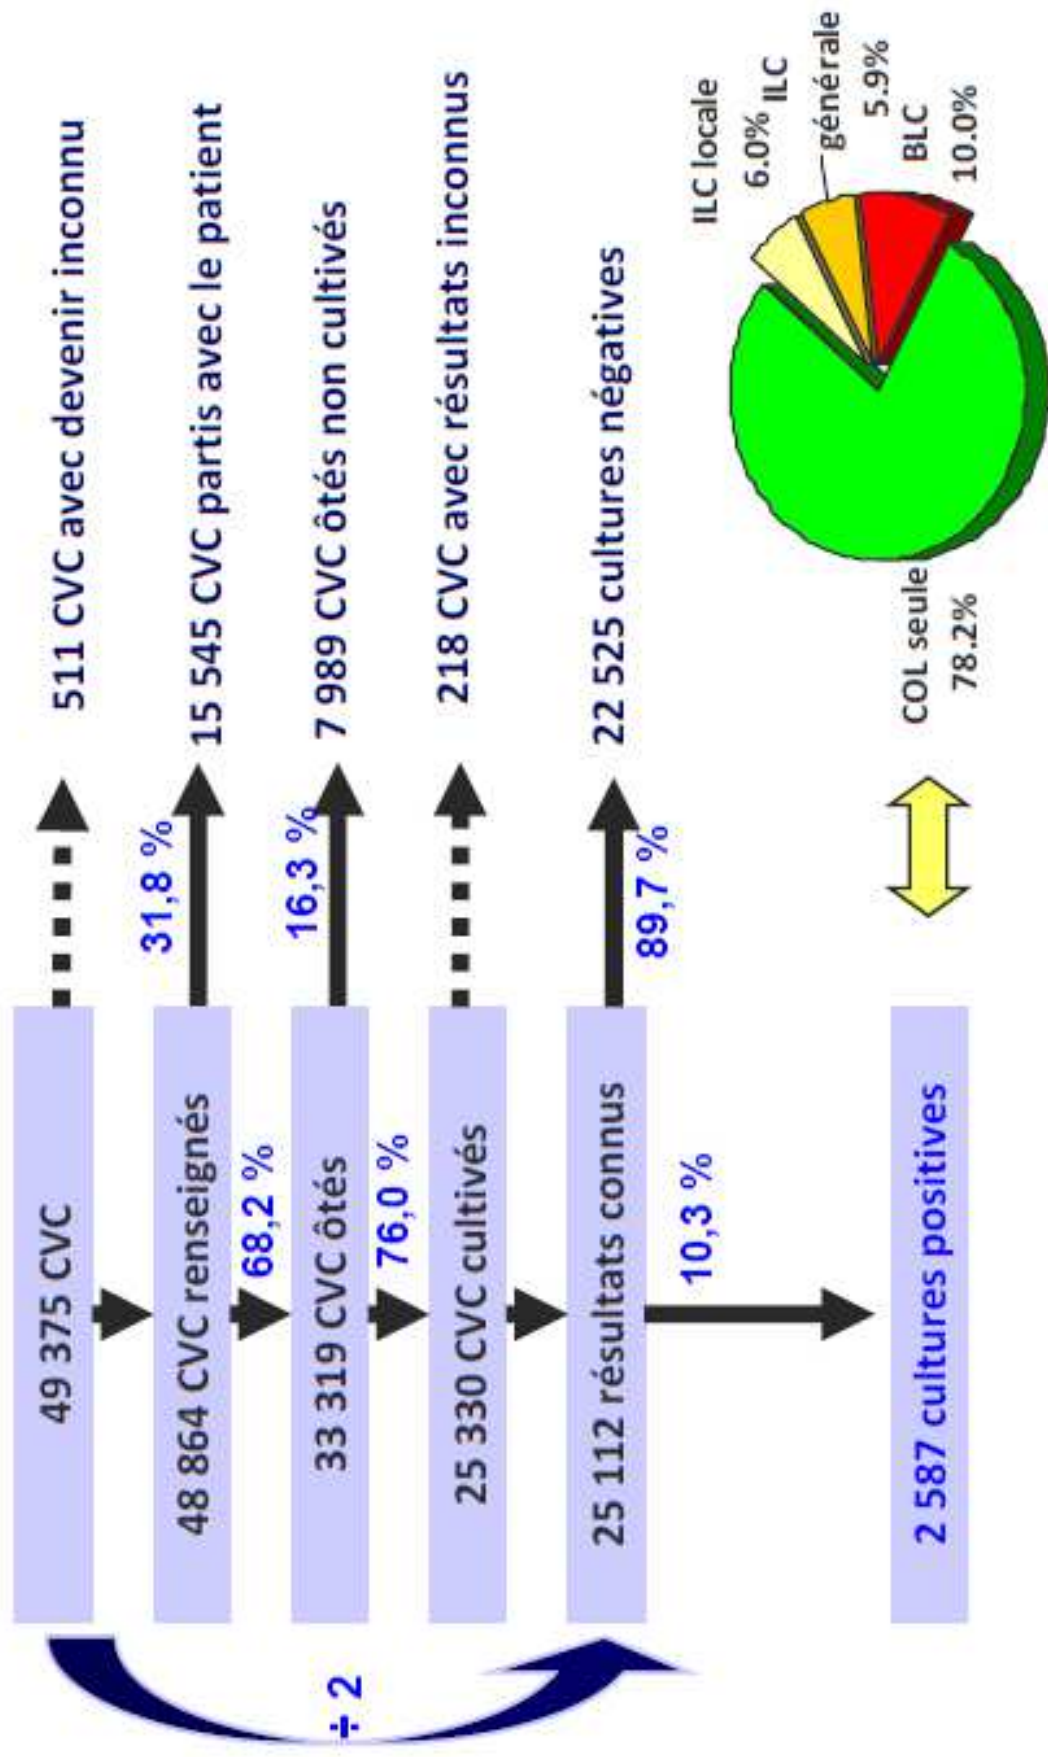 49 375 CVC
511 CVC avec devenir inconnu
48 864 CVC renseignés
31,8 %
15 545 CVC partis avec le patient
68,2 %
33 319 CVC ôtés
16,3 %
7 989 CVC ôtés non cultivés
76,0 %
25 330 CVC cultivés
218 CVC avec résultats inconnus
25 112 résultats connus
89,7 %
22 525 cultures négatives
÷ 2
10,3 %
2 587 cultures positives
COL seule
78.2%
ILC locale
6.0%
ILC
générale
5.9%
BLC
10.0%